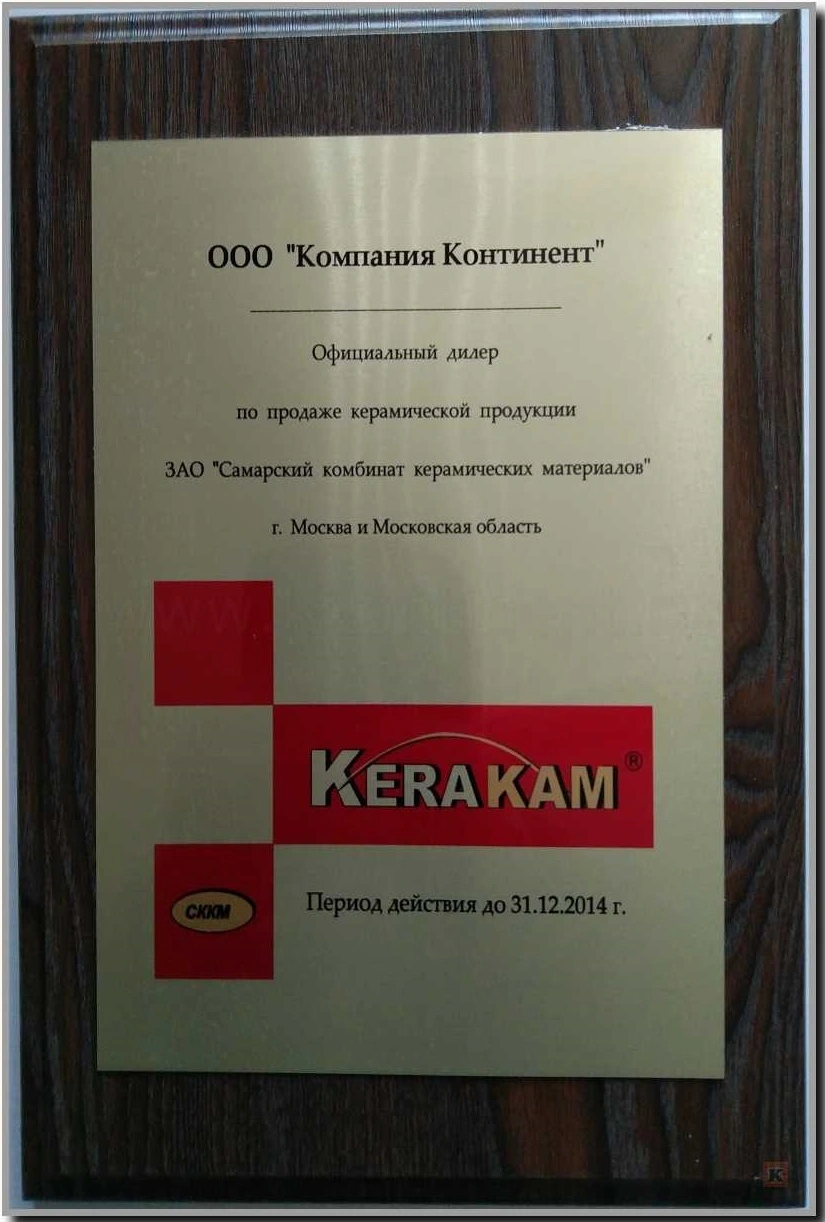 ООО "Компания Континент"
Официальный дилер
по продаже керамической продукции
ЗАО "Самарский комбинат керамических материалов"
г. Москва и Московская область
KERAKAM ®
СККМ
Период действия до 31.12.2014 г.
K